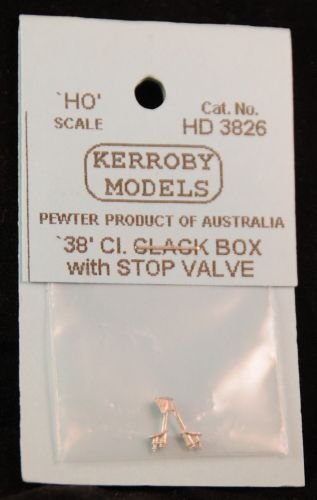 `HO'
SCALE
Cat. No.
HD 3826
KERROBY
MODELS
PEWTER PRODUCT OF AUSTRALIA
`38' Cl. CLACK BOX
with STOP VALVE